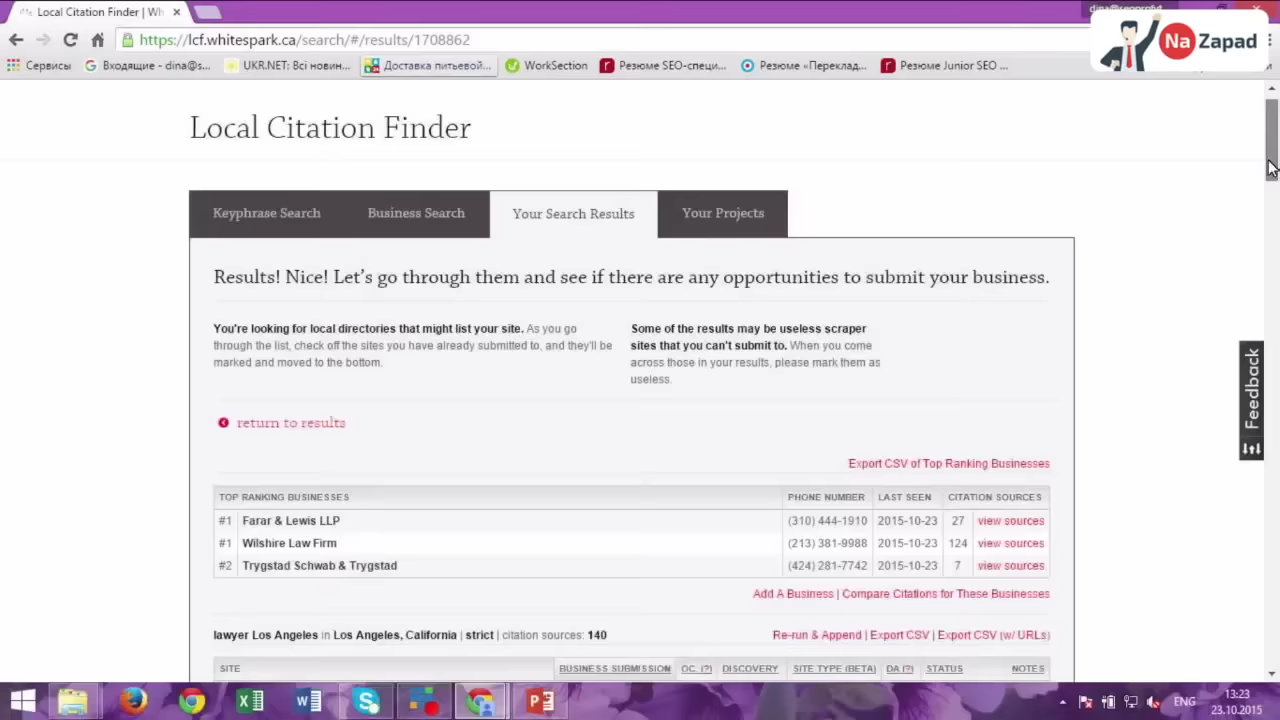 Local Citation Finder | Wh
https://lcf.whitespark.ca/search/#/results/1708862
Na Zapad
Сервисы
Входящие - dina@s...
UKR.NET: Всі новин...
Доставка питьевой...
WorkSection
Резюме SEO-специ...
Резюме «Переклад...
Резюме Junior SEO ...
Local Citation Finder
Keyphrase Search
Business Search
Your Search Results
Your Projects
Results! Nice! Let's go through them and see if there are any opportunities to submit your business.
You're looking for local directories that might list your site. As you go
through the list, check off the sites you have already submitted to, and they'll be
marked and moved to the bottom.
Some of the results may be useless scraper
sites that you can't submit to. When you come
across those in your results, please mark them as
useless.
return to results
Export CSV of Top Ranking Businesses
TOP RANKING BUSINESSES PHONE NUMBER LAST SEEN CITATION SOURCES
#1 Farar & Lewis LLP (310) 444-1910 2015-10-23 27 view sources
#1 Wilshire Law Firm (213) 381-9988 2015-10-23 124 view sources
#2 Trygstad Schwab & Trygstad (424) 281-7742 2015-10-23 7 view sources
Add A Business | Compare Citations for These Businesses
lawyer Los Angeles in Los Angeles, California | strict | citation sources: 140
Re-run & Append | Export CSV | Export CSV (w/ URLs)
SITE BUSINESS SUBMISSION OC. (?) DISCOVERY SITE TYPE (BETA) DA (?) STATUS NOTES
Feedback
ENG
13:23
23.10.2015